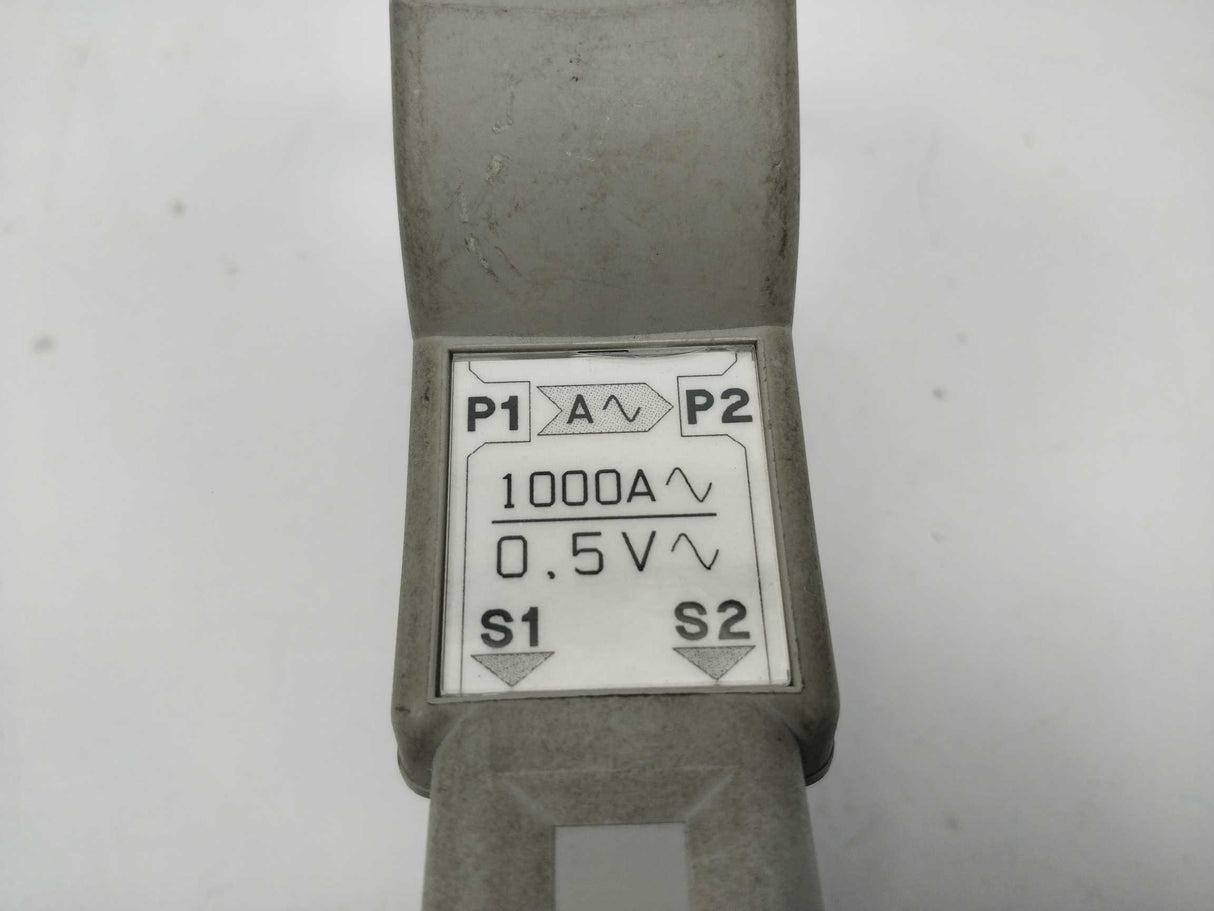 P1 A∿ P2
1000A∿
0.5V∿
S1 S2